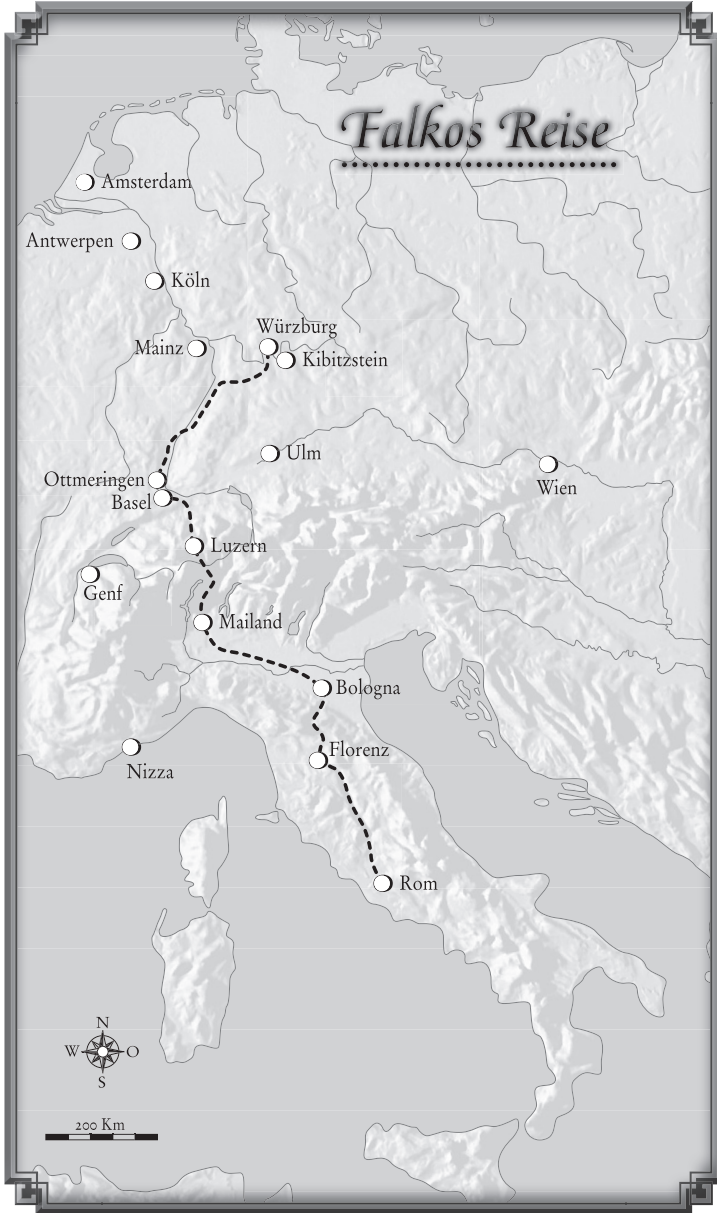 Falkos Reise
Amsterdam
Antwerpen
Köln
Würzburg
Mainz
Kibitzstein
Ulm
Wien
Ottmeringen
Basel
Luzern
Genf
Mailand
Bologna
Florenz
Nizza
Rom
N
W O
S
200 Km